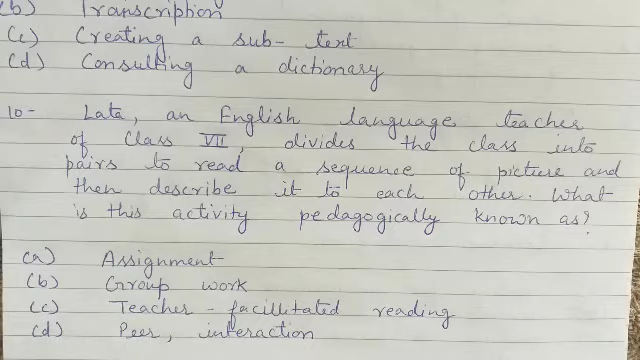 (b) Transcription
(c) Creating a sub-text
(d) Consulting a dictionary
10- Lata, an English language teacher
of class VII, divides the class into
pairs to read a sequence of picture and
then describe it to each other. What
is this activity pedagogically known as?
(a) Assignment
(b) Group work
(c) Teacher-facillitated reading
(d) Peer, interaction